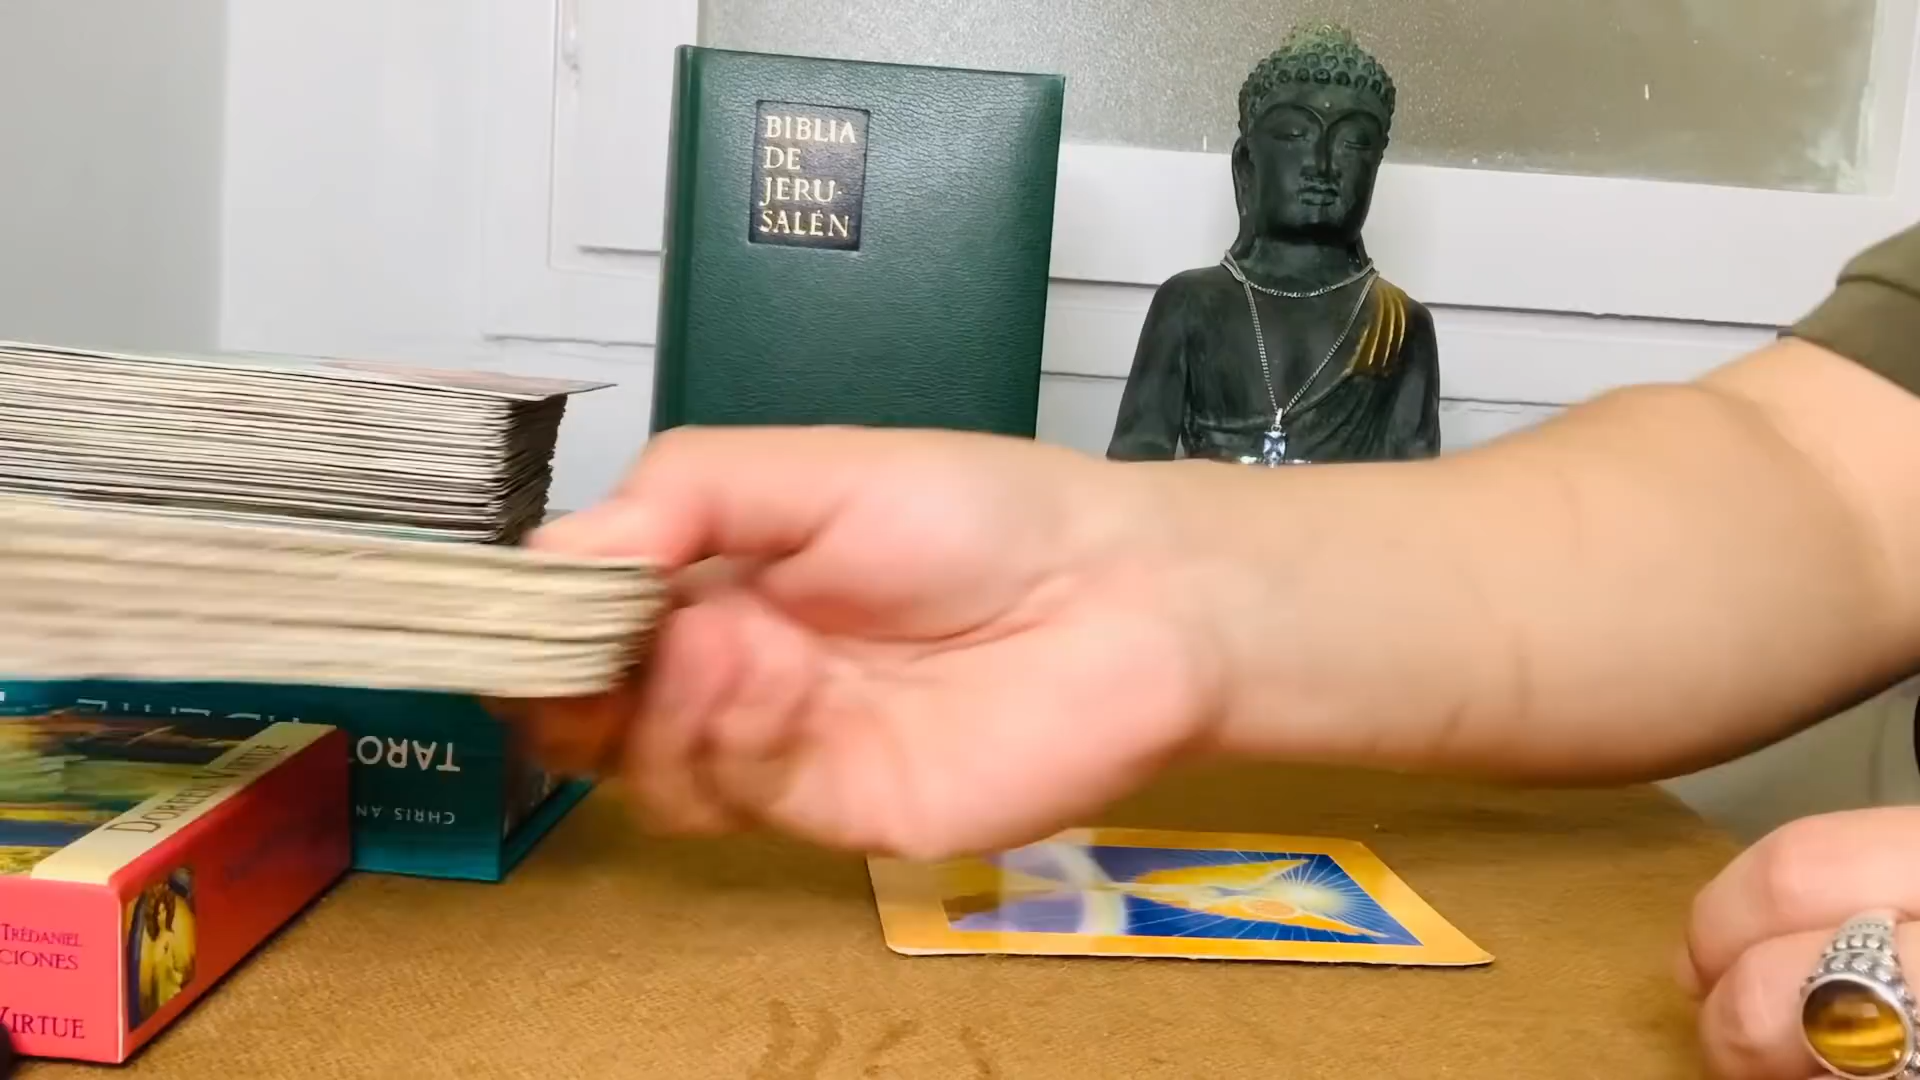 BIBLIA
DE
JERU-
SALÉN
TARO
CHRIS AN
DOREEN VIRTUE
TRÉDANIEL
CIONES
VIRTUE